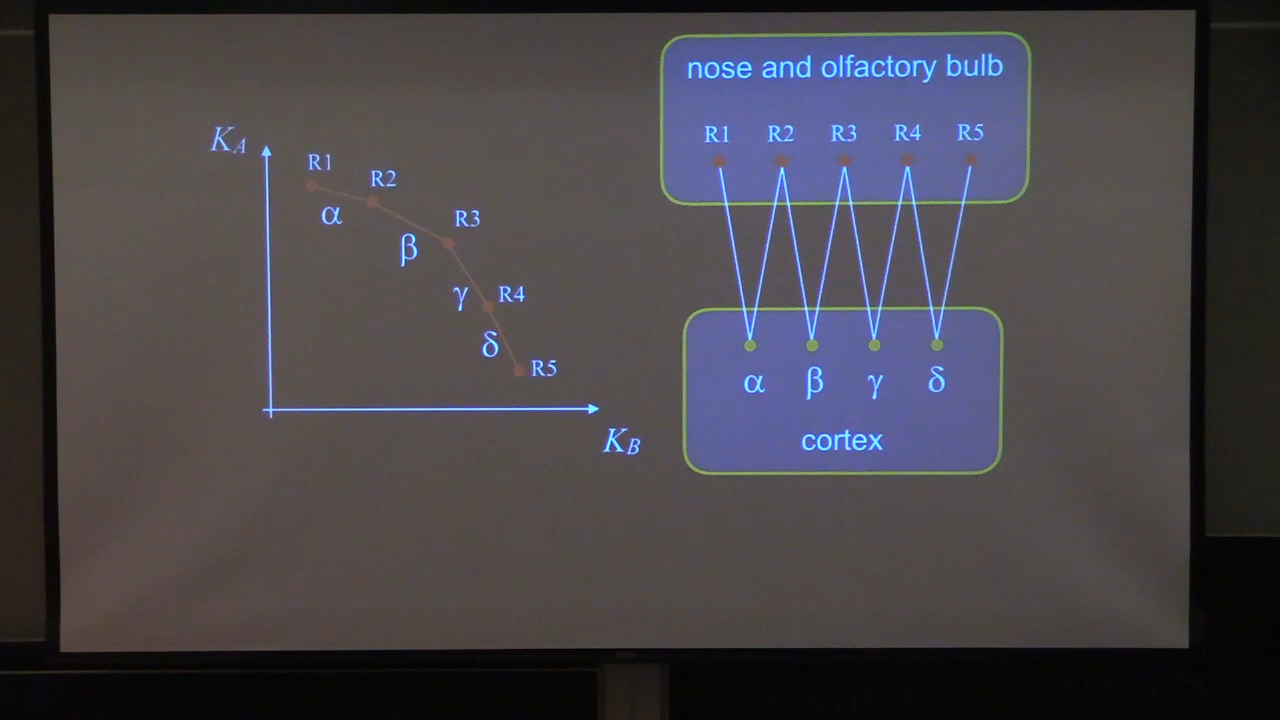 K_A
R1
R2
R3
R4
R5
α
β
γ
δ
K_B
nose and olfactory bulb
R1 R2 R3 R4 R5
α β γ δ
cortex